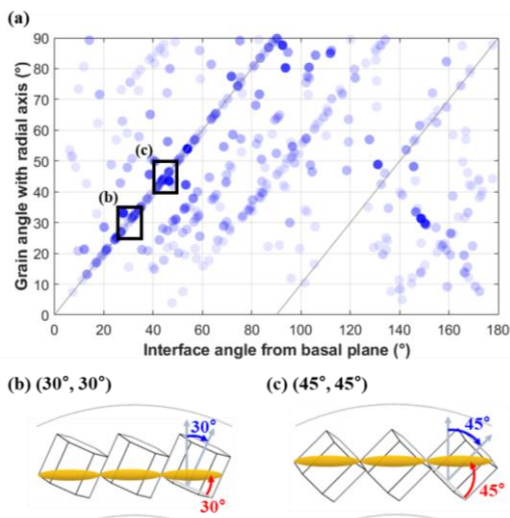 (a)
90
80
70
60
50
40
30
20
10
0
Grain angle with radial axis (°)
(c)
(b)
0 20 40 60 80 100 120 140 160 180
Interface angle from basal plane (°)
(b) (30°, 30°)
(c) (45°, 45°)
30°
30°
45°
45°